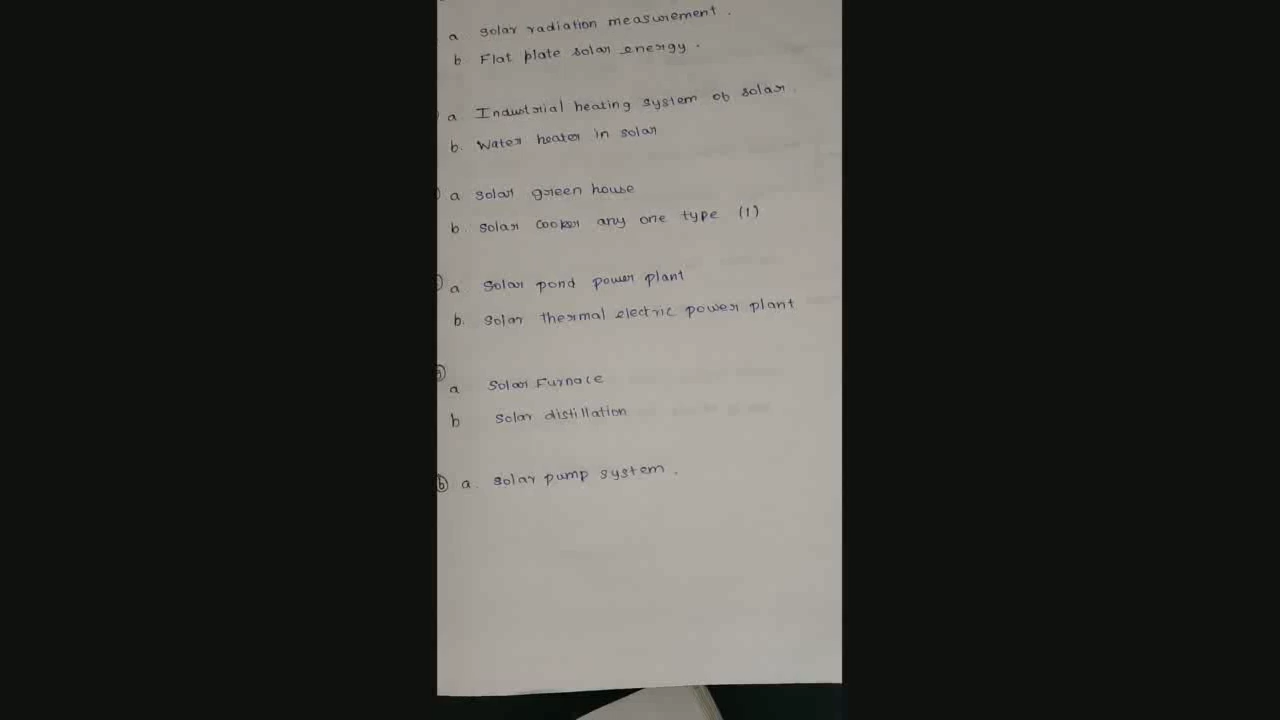 a solar radiation measurement.
b Flat plate solar energy.
a Industrial heating system of solar.
b. Water heater in solar
a solar green house
b. Solar Cooker any one type (1)
a Solar pond power plant
b. Solar thermal electric power plant
a Solar Furnace
b Solar distillation
6 a. Solar pump system.